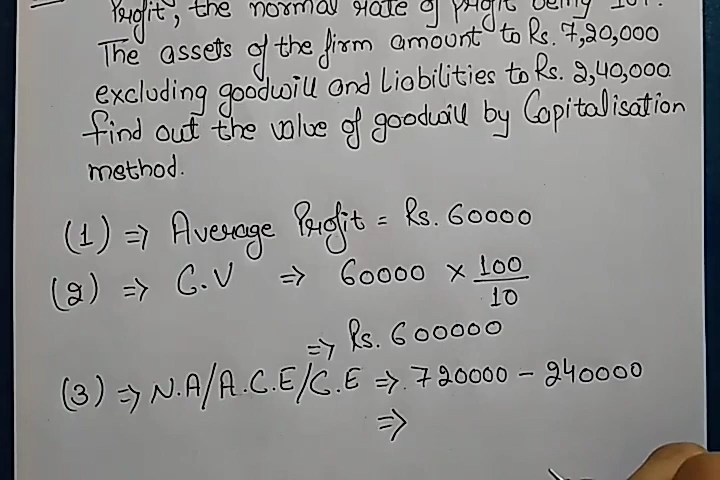 Profit, the normal rate of profit being 10%.
The assets of the firm amount to Rs. 7,20,000
excluding goodwill and Liabilities to Rs. 2,40,000
find out the value of goodwill by Capitalisation
method.
(1) => Average Profit = Rs. 60000
(2) => C.V => 60000 × 100/10
=> Rs. 600000
(3) => N.A/A.C.E/C.E => 720000 - 240000
=>